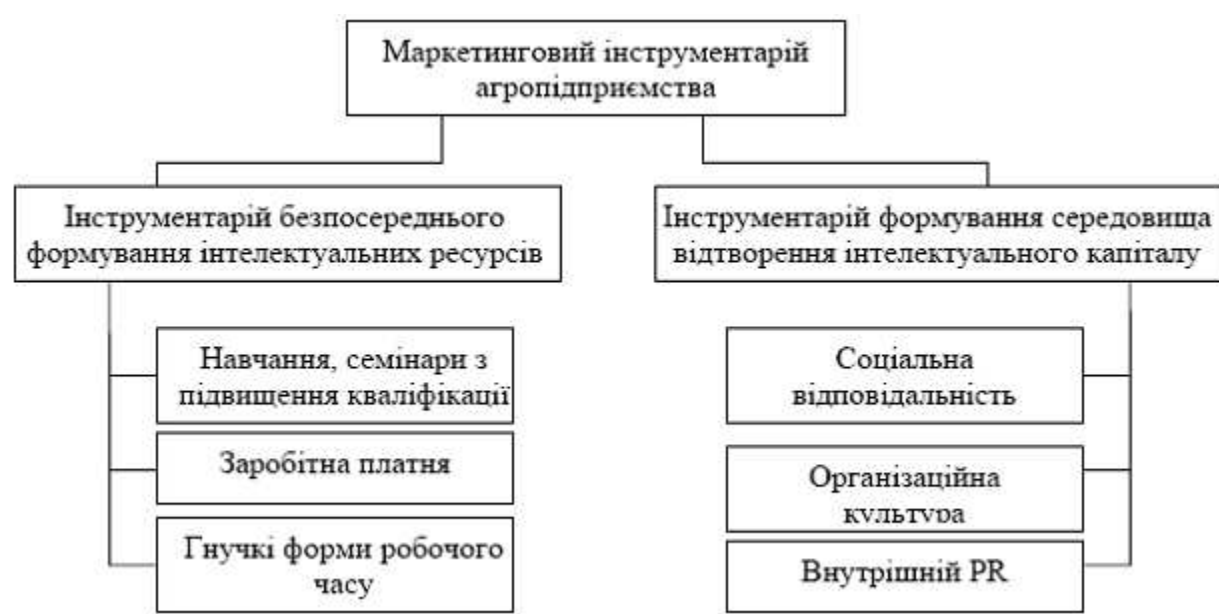 Маркетинговий інструментарій
агропідприємства
Інструментарій безпосереднього
формування інтелектуальних ресурсів
Інструментарій формування середовища
відтворення інтелектуального капіталу
Навчання, семінари з
підвищення кваліфікації
Заробітна платня
Гнучкі форми робочого
часу
Соціальна
відповідальність
Організаційна
культура
Внутрішній PR